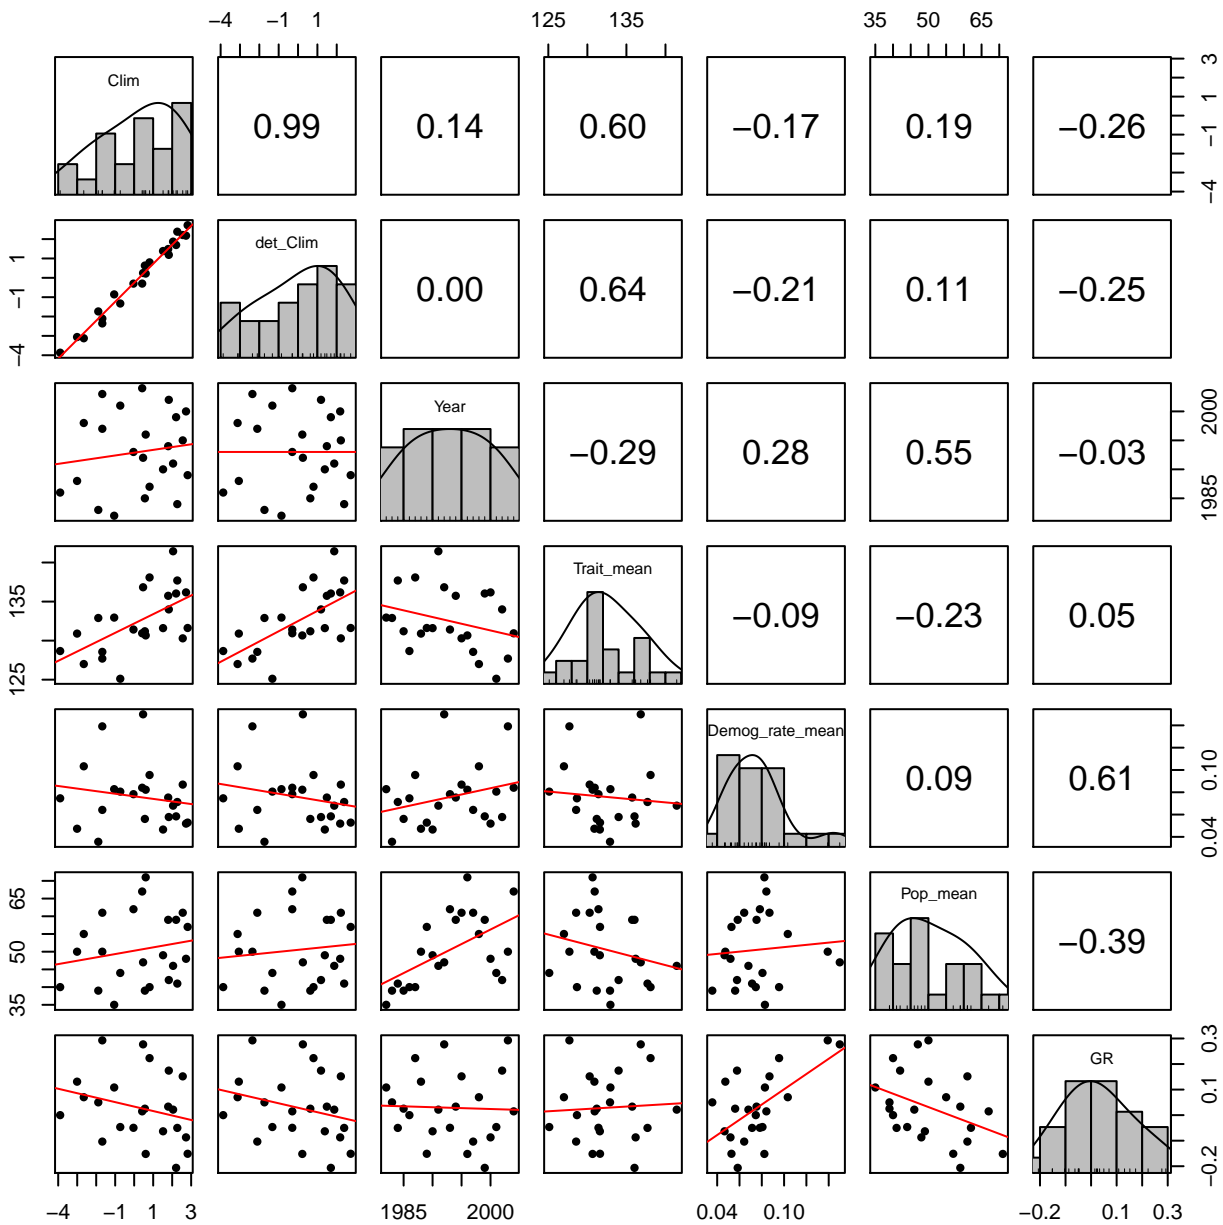 −4 −1 1 125 135 35 50 65
Clim 0.99 0.14 0.60 −0.17 0.19 −0.26 −4 −1 1 3
−4 −1 1 det_Clim 0.00 0.64 −0.21 0.11 −0.25
Year −0.29 0.28 0.55 −0.03 1985 2000
125 135 Trait_mean −0.09 −0.23 0.05
Demog_rate_mean 0.09 0.61 0.04 0.10
35 50 65 Pop_mean −0.39
GR −0.2 0.1 0.3
−4 −1 1 3 1985 2000 0.04 0.10 −0.2 0.1 0.3